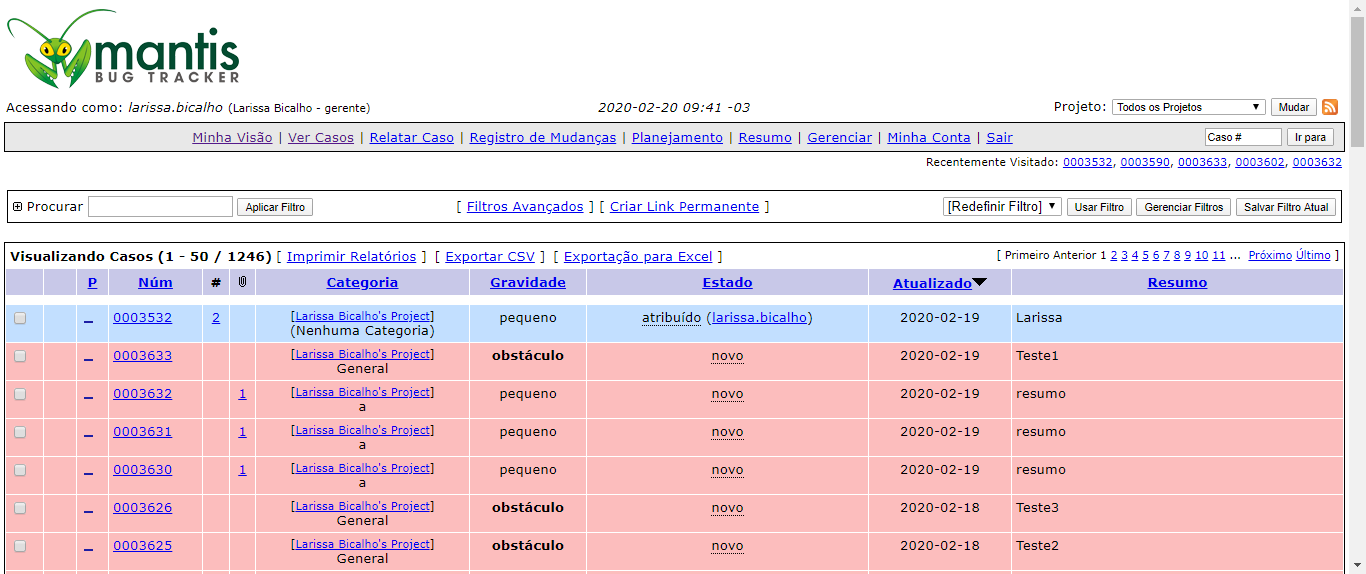 mantis
BUG TRACKER
Acessando como: larissa.bicalho (Larissa Bicalho - gerente) 2020-02-20 09:41 -03 Projeto: Todos os Projetos Mudar
Minha Visão | Ver Casos | Relatar Caso | Registro de Mudanças | Planejamento | Resumo | Gerenciar | Minha Conta | Sair Caso # Ir para
Recentemente Visitado: 0003532, 0003590, 0003633, 0003602, 0003632
Procurar Aplicar Filtro [ Filtros Avançados ] [ Criar Link Permanente ] [Redefinir Filtro] Usar Filtro Gerenciar Filtros Salvar Filtro Atual
Visualizando Casos (1 - 50 / 1246) [ Imprimir Relatórios ] [ Exportar CSV ] [ Exportação para Excel ] [ Primeiro Anterior 1 2 3 4 5 6 7 8 9 10 11 ... Próximo Último ]
P Núm # Categoria Gravidade Estado Atualizado Resumo
0003532 2 [Larissa Bicalho's Project] pequeno atribuído (larissa.bicalho) 2020-02-19 Larissa
(Nenhuma Categoria)
0003633 [Larissa Bicalho's Project] obstáculo novo 2020-02-19 Teste1
General
0003632 1 [Larissa Bicalho's Project] pequeno novo 2020-02-19 resumo
a
0003631 1 [Larissa Bicalho's Project] pequeno novo 2020-02-19 resumo
a
0003630 1 [Larissa Bicalho's Project] pequeno novo 2020-02-19 resumo
a
0003626 [Larissa Bicalho's Project] obstáculo novo 2020-02-18 Teste3
General
0003625 [Larissa Bicalho's Project] obstáculo novo 2020-02-18 Teste2
General